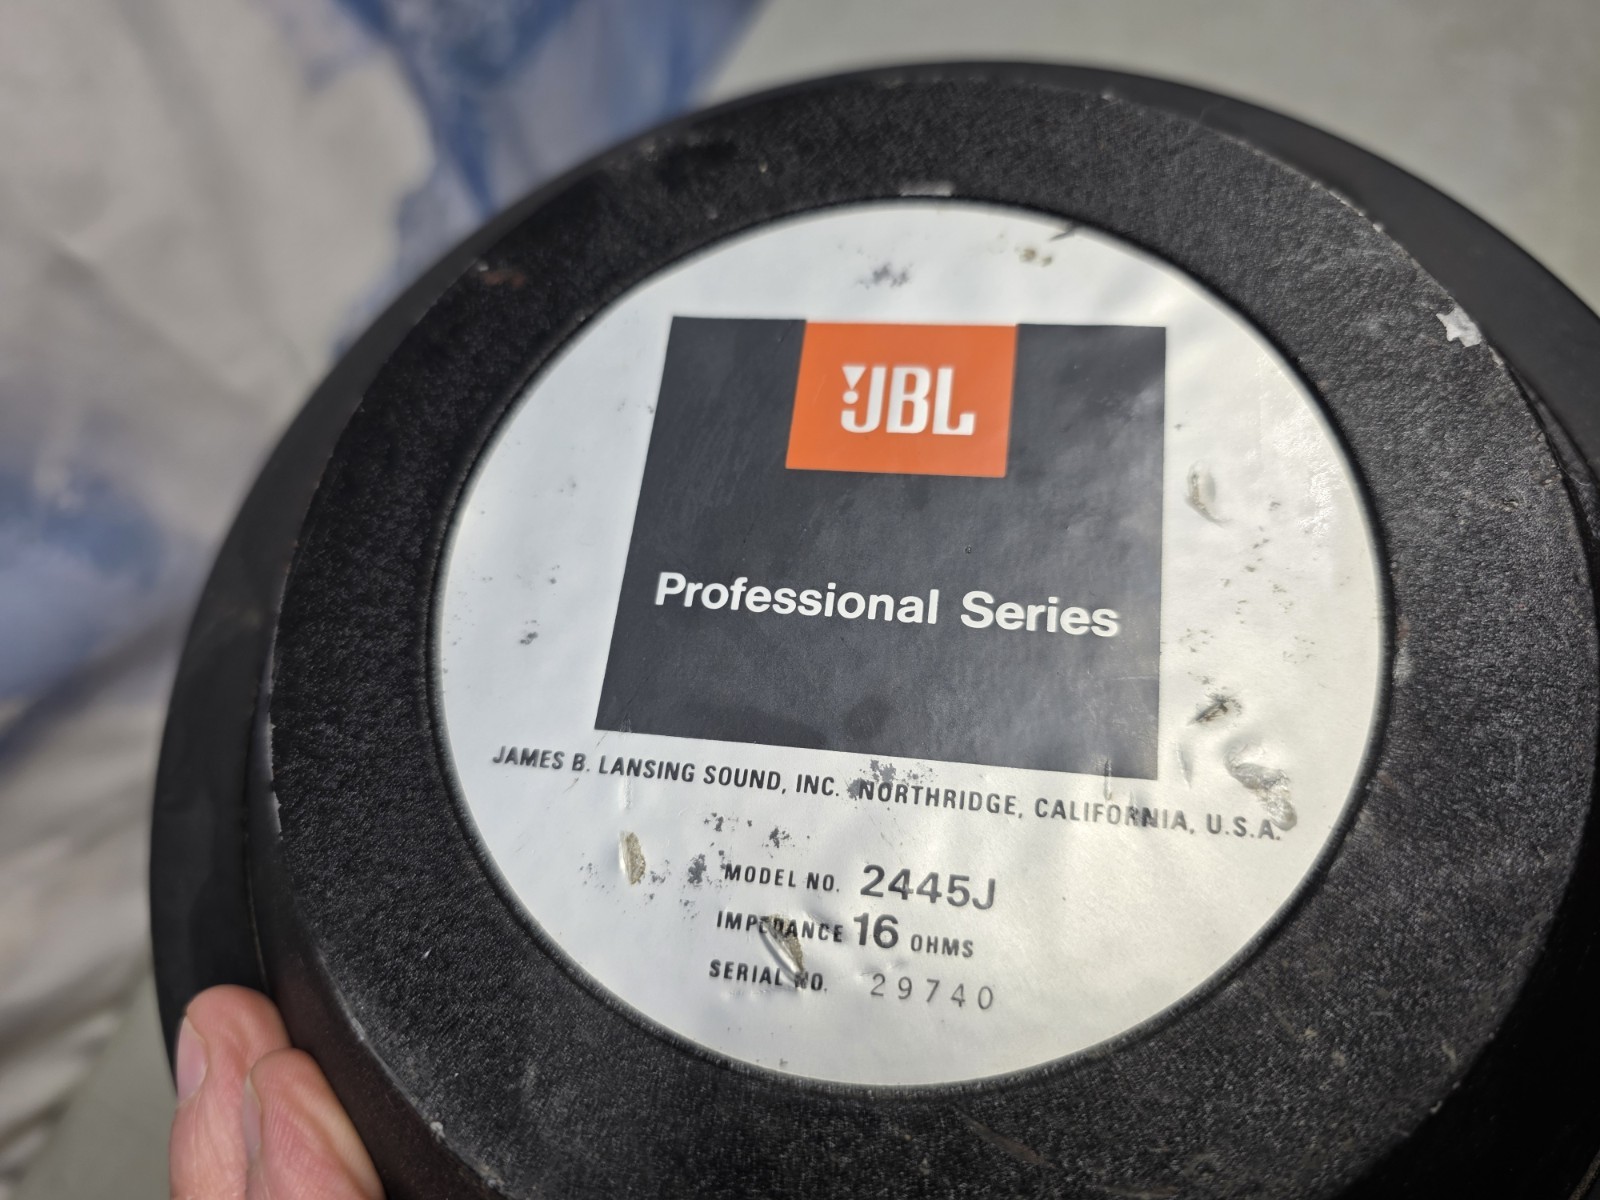 JBL
Professional Series
JAMES B. LANSING SOUND, INC. NORTHRIDGE, CALIFORNIA, U.S.A.
MODEL NO. 2445J
IMPEDANCE 16 OHMS
SERIAL NO. 29740